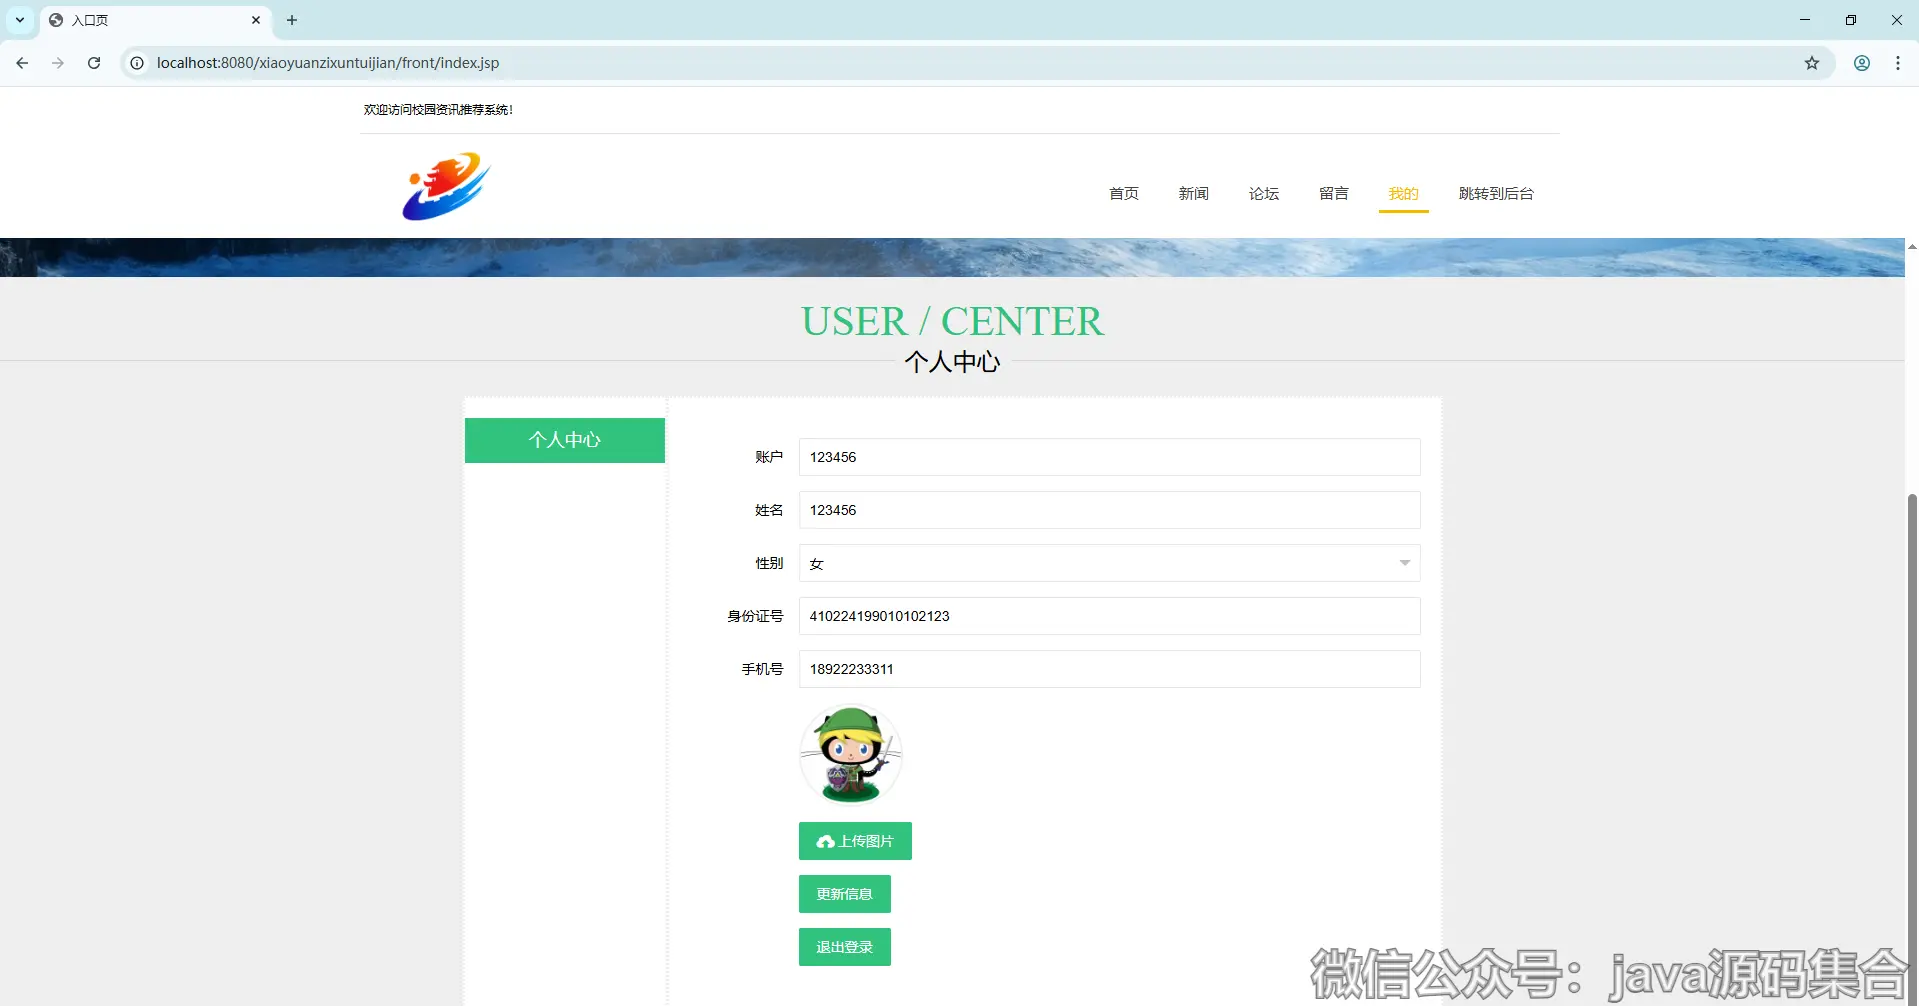 入口页
localhost:8080/xiaoyuanzixuntuijian/front/index.jsp
欢迎访问校园资讯推荐系统!
首页 新闻 论坛 留言 我的 跳转到后台
USER / CENTER
个人中心
个人中心
账户 123456
姓名 123456
性别 女
身份证号 410224199010102123
手机号 18922233311
上传图片
更新信息
退出登录
微信公众号：java源码集合